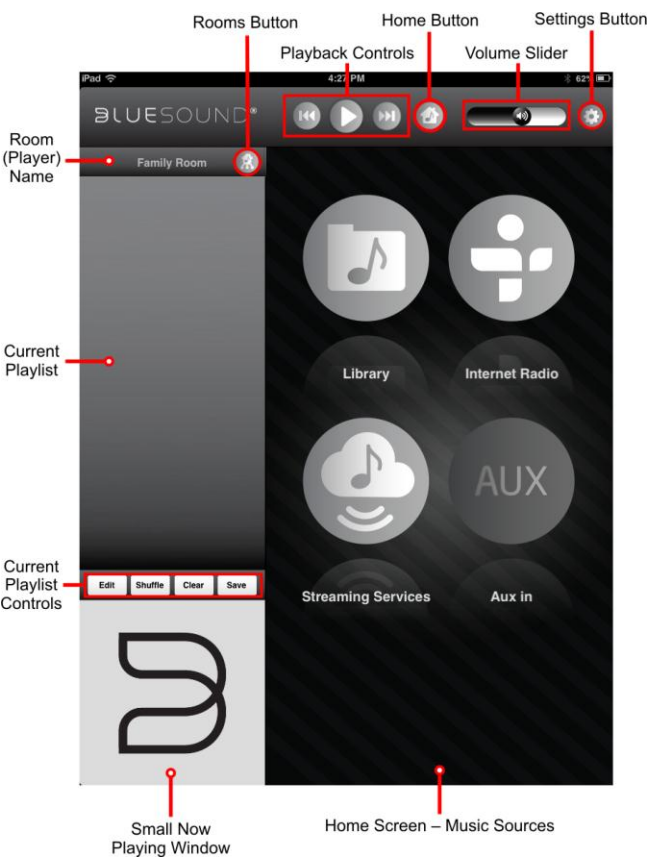 Rooms Button
Home Button
Settings Button
Playback Controls
Volume Slider
iPad
4:27 PM
62%
BLUESOUND®
Room
(Player)
Name
Family Room
Current
Playlist
Library
Internet Radio
AUX
Streaming Services
Aux in
Current
Playlist
Controls
Edit
Shuffle
Clear
Save
Small Now
Playing Window
Home Screen – Music Sources